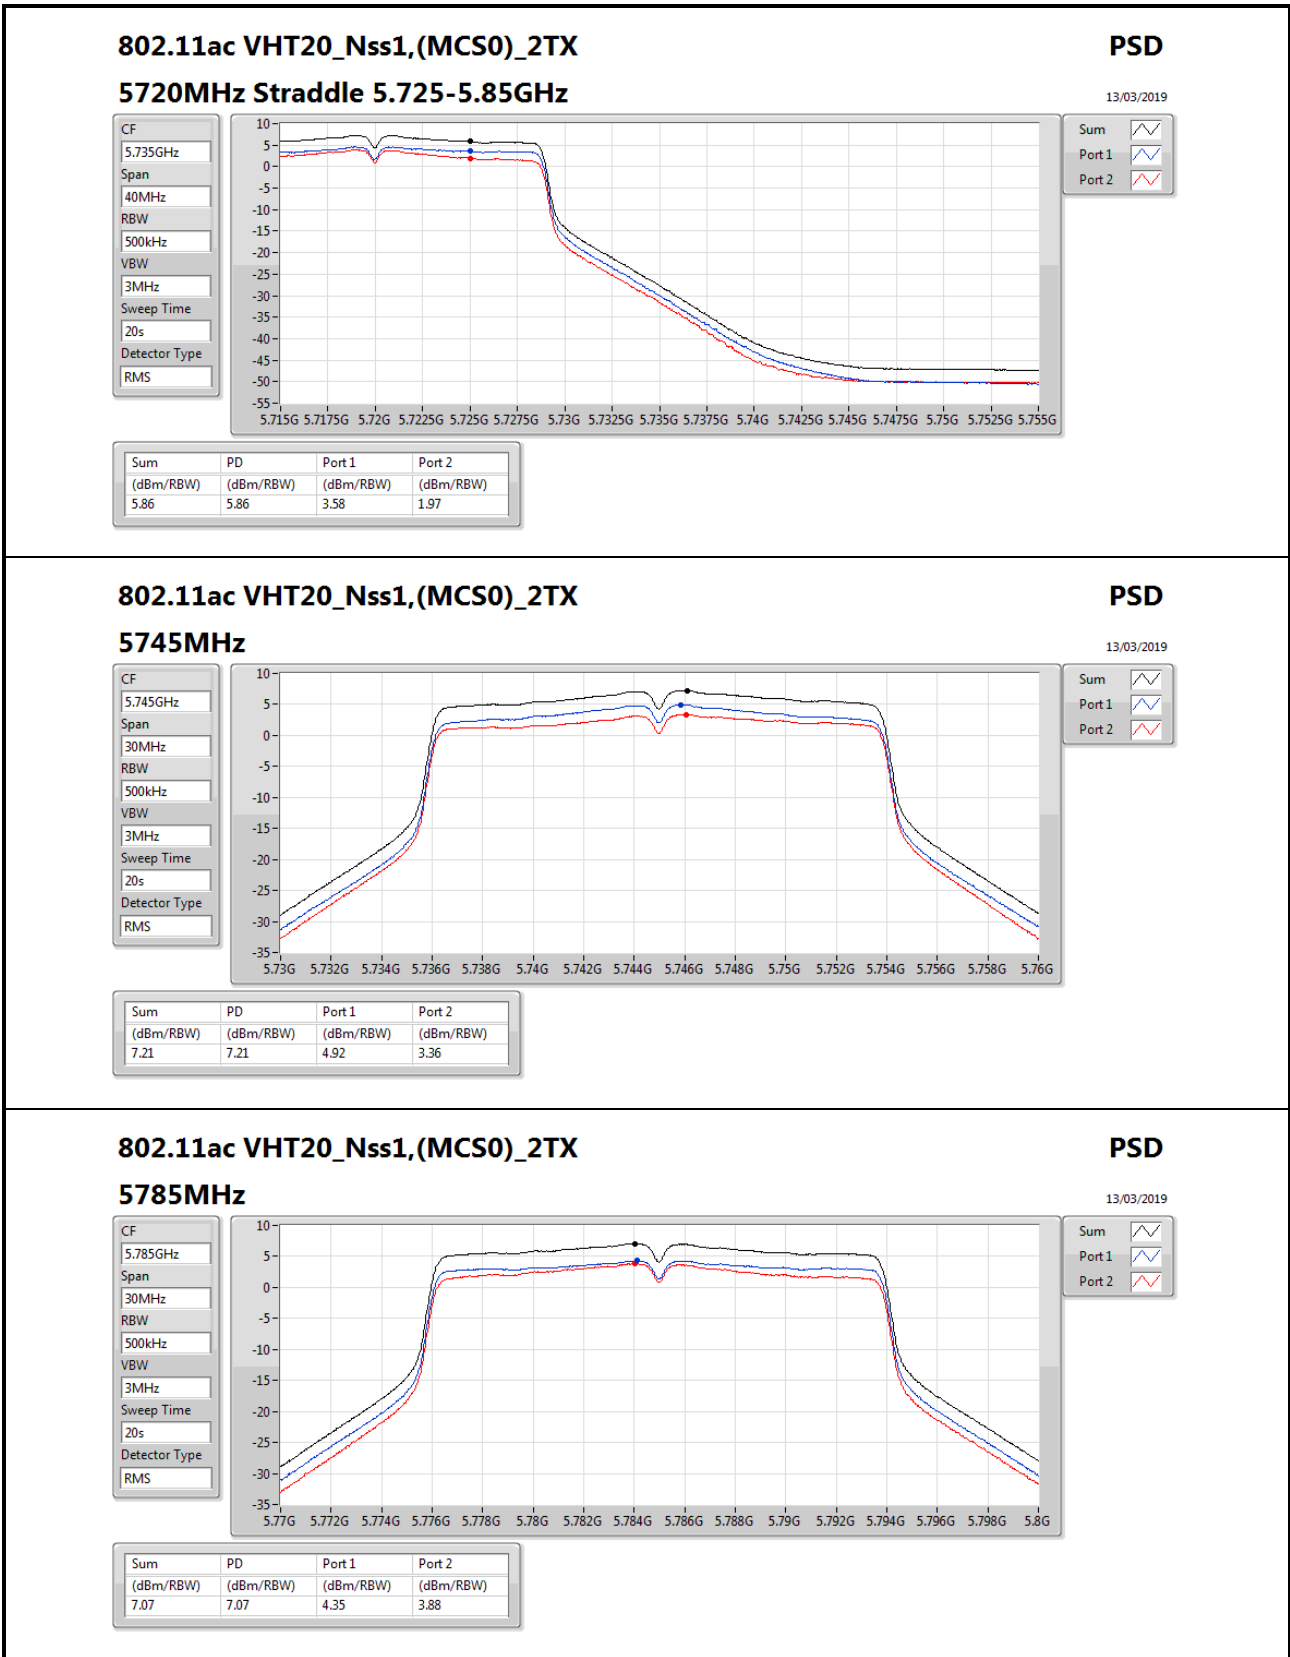 802.11ac VHT20_Nss1,(MCS0)_2TX PSD
5720MHz Straddle 5.725-5.85GHz 13/03/2019
CF
5.735GHz
Span
40MHz
RBW
500kHz
VBW
3MHz
Sweep Time
20s
Detector Type
RMS
10
5
0
-5
-10
-15
-20
-25
-30
-35
-40
-45
-50
-55
5.715G 5.7175G 5.72G 5.7225G 5.725G 5.7275G 5.73G 5.7325G 5.735G 5.7375G 5.74G 5.7425G 5.745G 5.7475G 5.75G 5.7525G 5.755G
Sum
Port 1
Port 2
Sum PD Port 1 Port 2
(dBm/RBW) (dBm/RBW) (dBm/RBW) (dBm/RBW)
5.86 5.86 3.58 1.97
802.11ac VHT20_Nss1,(MCS0)_2TX PSD
5745MHz 13/03/2019
CF
5.745GHz
Span
30MHz
RBW
500kHz
VBW
3MHz
Sweep Time
20s
Detector Type
RMS
10
5
0
-5
-10
-15
-20
-25
-30
-35
5.73G 5.732G 5.734G 5.736G 5.738G 5.74G 5.742G 5.744G 5.746G 5.748G 5.75G 5.752G 5.754G 5.756G 5.758G 5.76G
Sum
Port 1
Port 2
Sum PD Port 1 Port 2
(dBm/RBW) (dBm/RBW) (dBm/RBW) (dBm/RBW)
7.21 7.21 4.92 3.36
802.11ac VHT20_Nss1,(MCS0)_2TX PSD
5785MHz 13/03/2019
CF
5.785GHz
Span
30MHz
RBW
500kHz
VBW
3MHz
Sweep Time
20s
Detector Type
RMS
10
5
0
-5
-10
-15
-20
-25
-30
-35
5.77G 5.772G 5.774G 5.776G 5.778G 5.78G 5.782G 5.784G 5.786G 5.788G 5.79G 5.792G 5.794G 5.796G 5.798G 5.8G
Sum
Port 1
Port 2
Sum PD Port 1 Port 2
(dBm/RBW) (dBm/RBW) (dBm/RBW) (dBm/RBW)
7.07 7.07 4.35 3.88